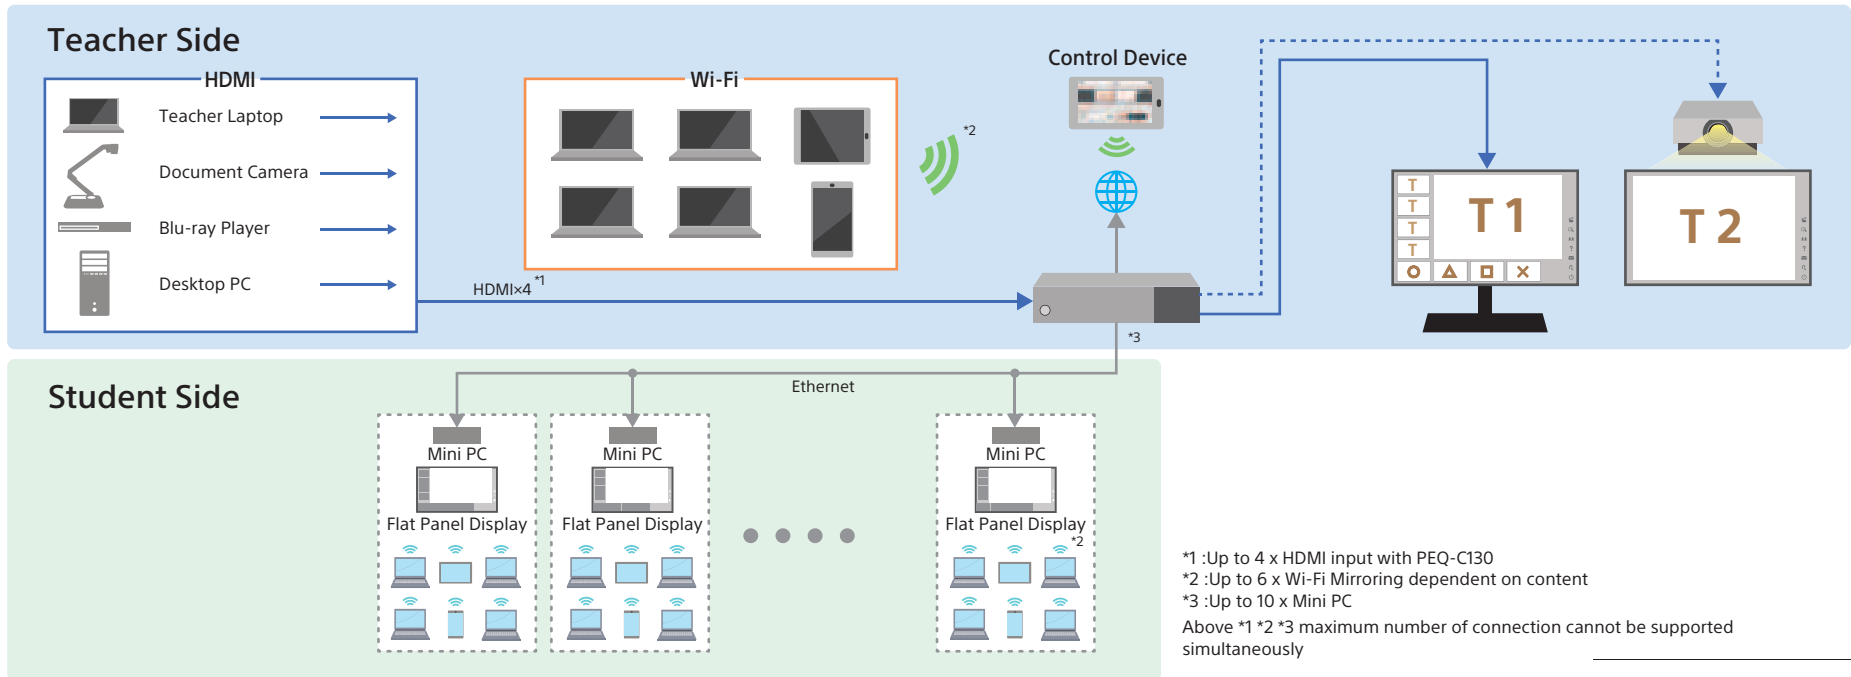 Teacher Side
HDMI
Teacher Laptop
Document Camera
Blu-ray Player
Desktop PC
Wi-Fi
*2
Control Device
HDMI×4 *1
*3
T
T
T
T
T 1
T 2
Student Side
Ethernet
Mini PC
Flat Panel Display
Mini PC
Flat Panel Display
Mini PC
Flat Panel Display
*2
*1 :Up to 4 x HDMI input with PEQ-C130
*2 :Up to 6 x Wi-Fi Mirroring dependent on content
*3 :Up to 10 x Mini PC
Above *1 *2 *3 maximum number of connection cannot be supported
simultaneously